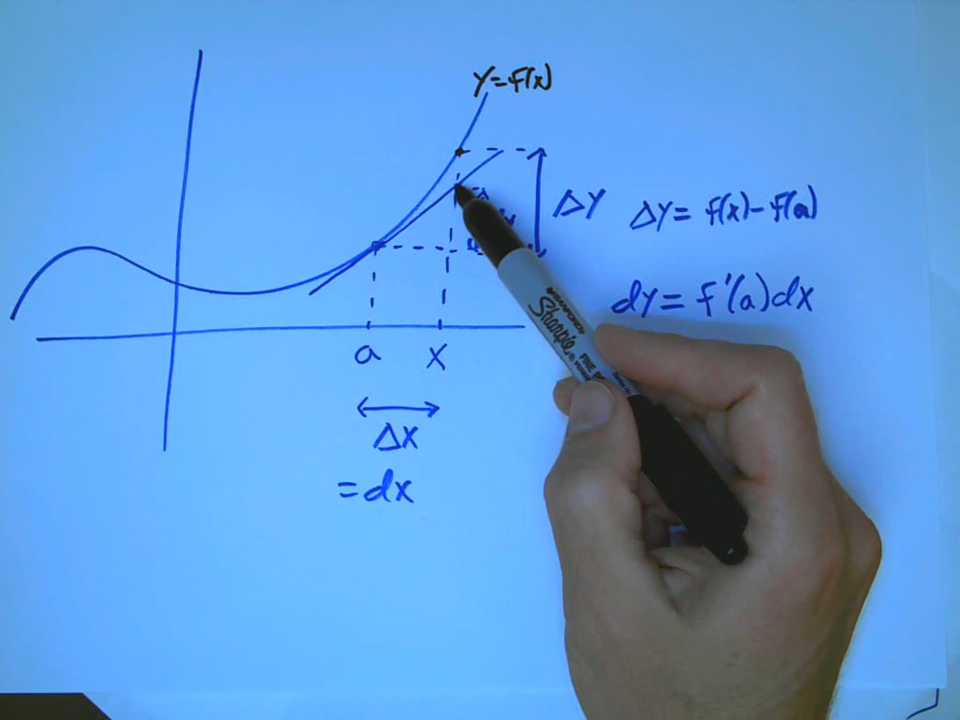 Y=f(x)
ΔY
ΔY= f(x)-f(a)
dY= f'(a)dx
a
X
ΔX
=dx
Sharpie